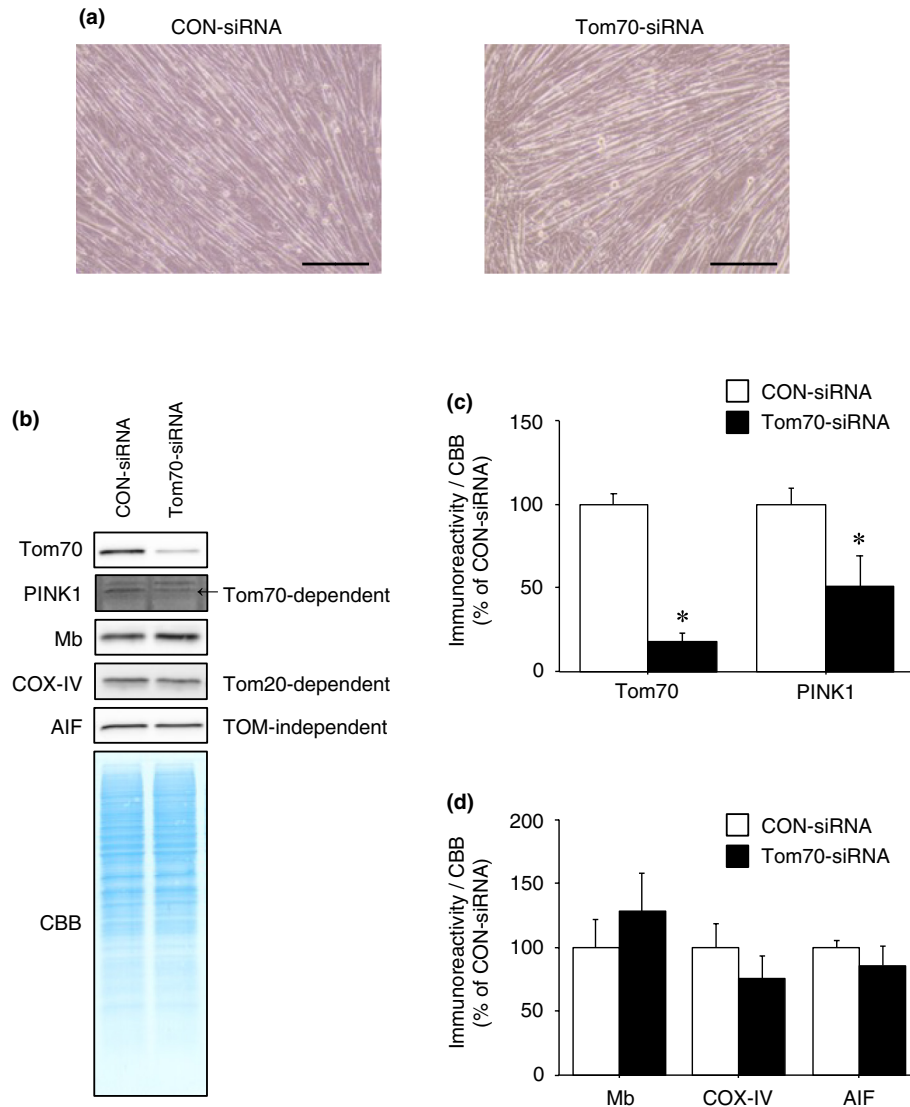 (a)
CON-siRNA
Tom70-siRNA
(b)
CON-siRNA
Tom70-siRNA
Tom70
PINK1
Tom70-dependent
Mb
COX-IV
Tom20-dependent
AIF
TOM-independent
CBB
(c)
CON-siRNA
Tom70-siRNA
Immunoreactivity / CBB
(% of CON-siRNA)
150
100
50
0
*
*
Tom70
PINK1
(d)
CON-siRNA
Tom70-siRNA
Immunoreactivity / CBB
(% of CON-siRNA)
200
150
100
50
0
Mb
COX-IV
AIF